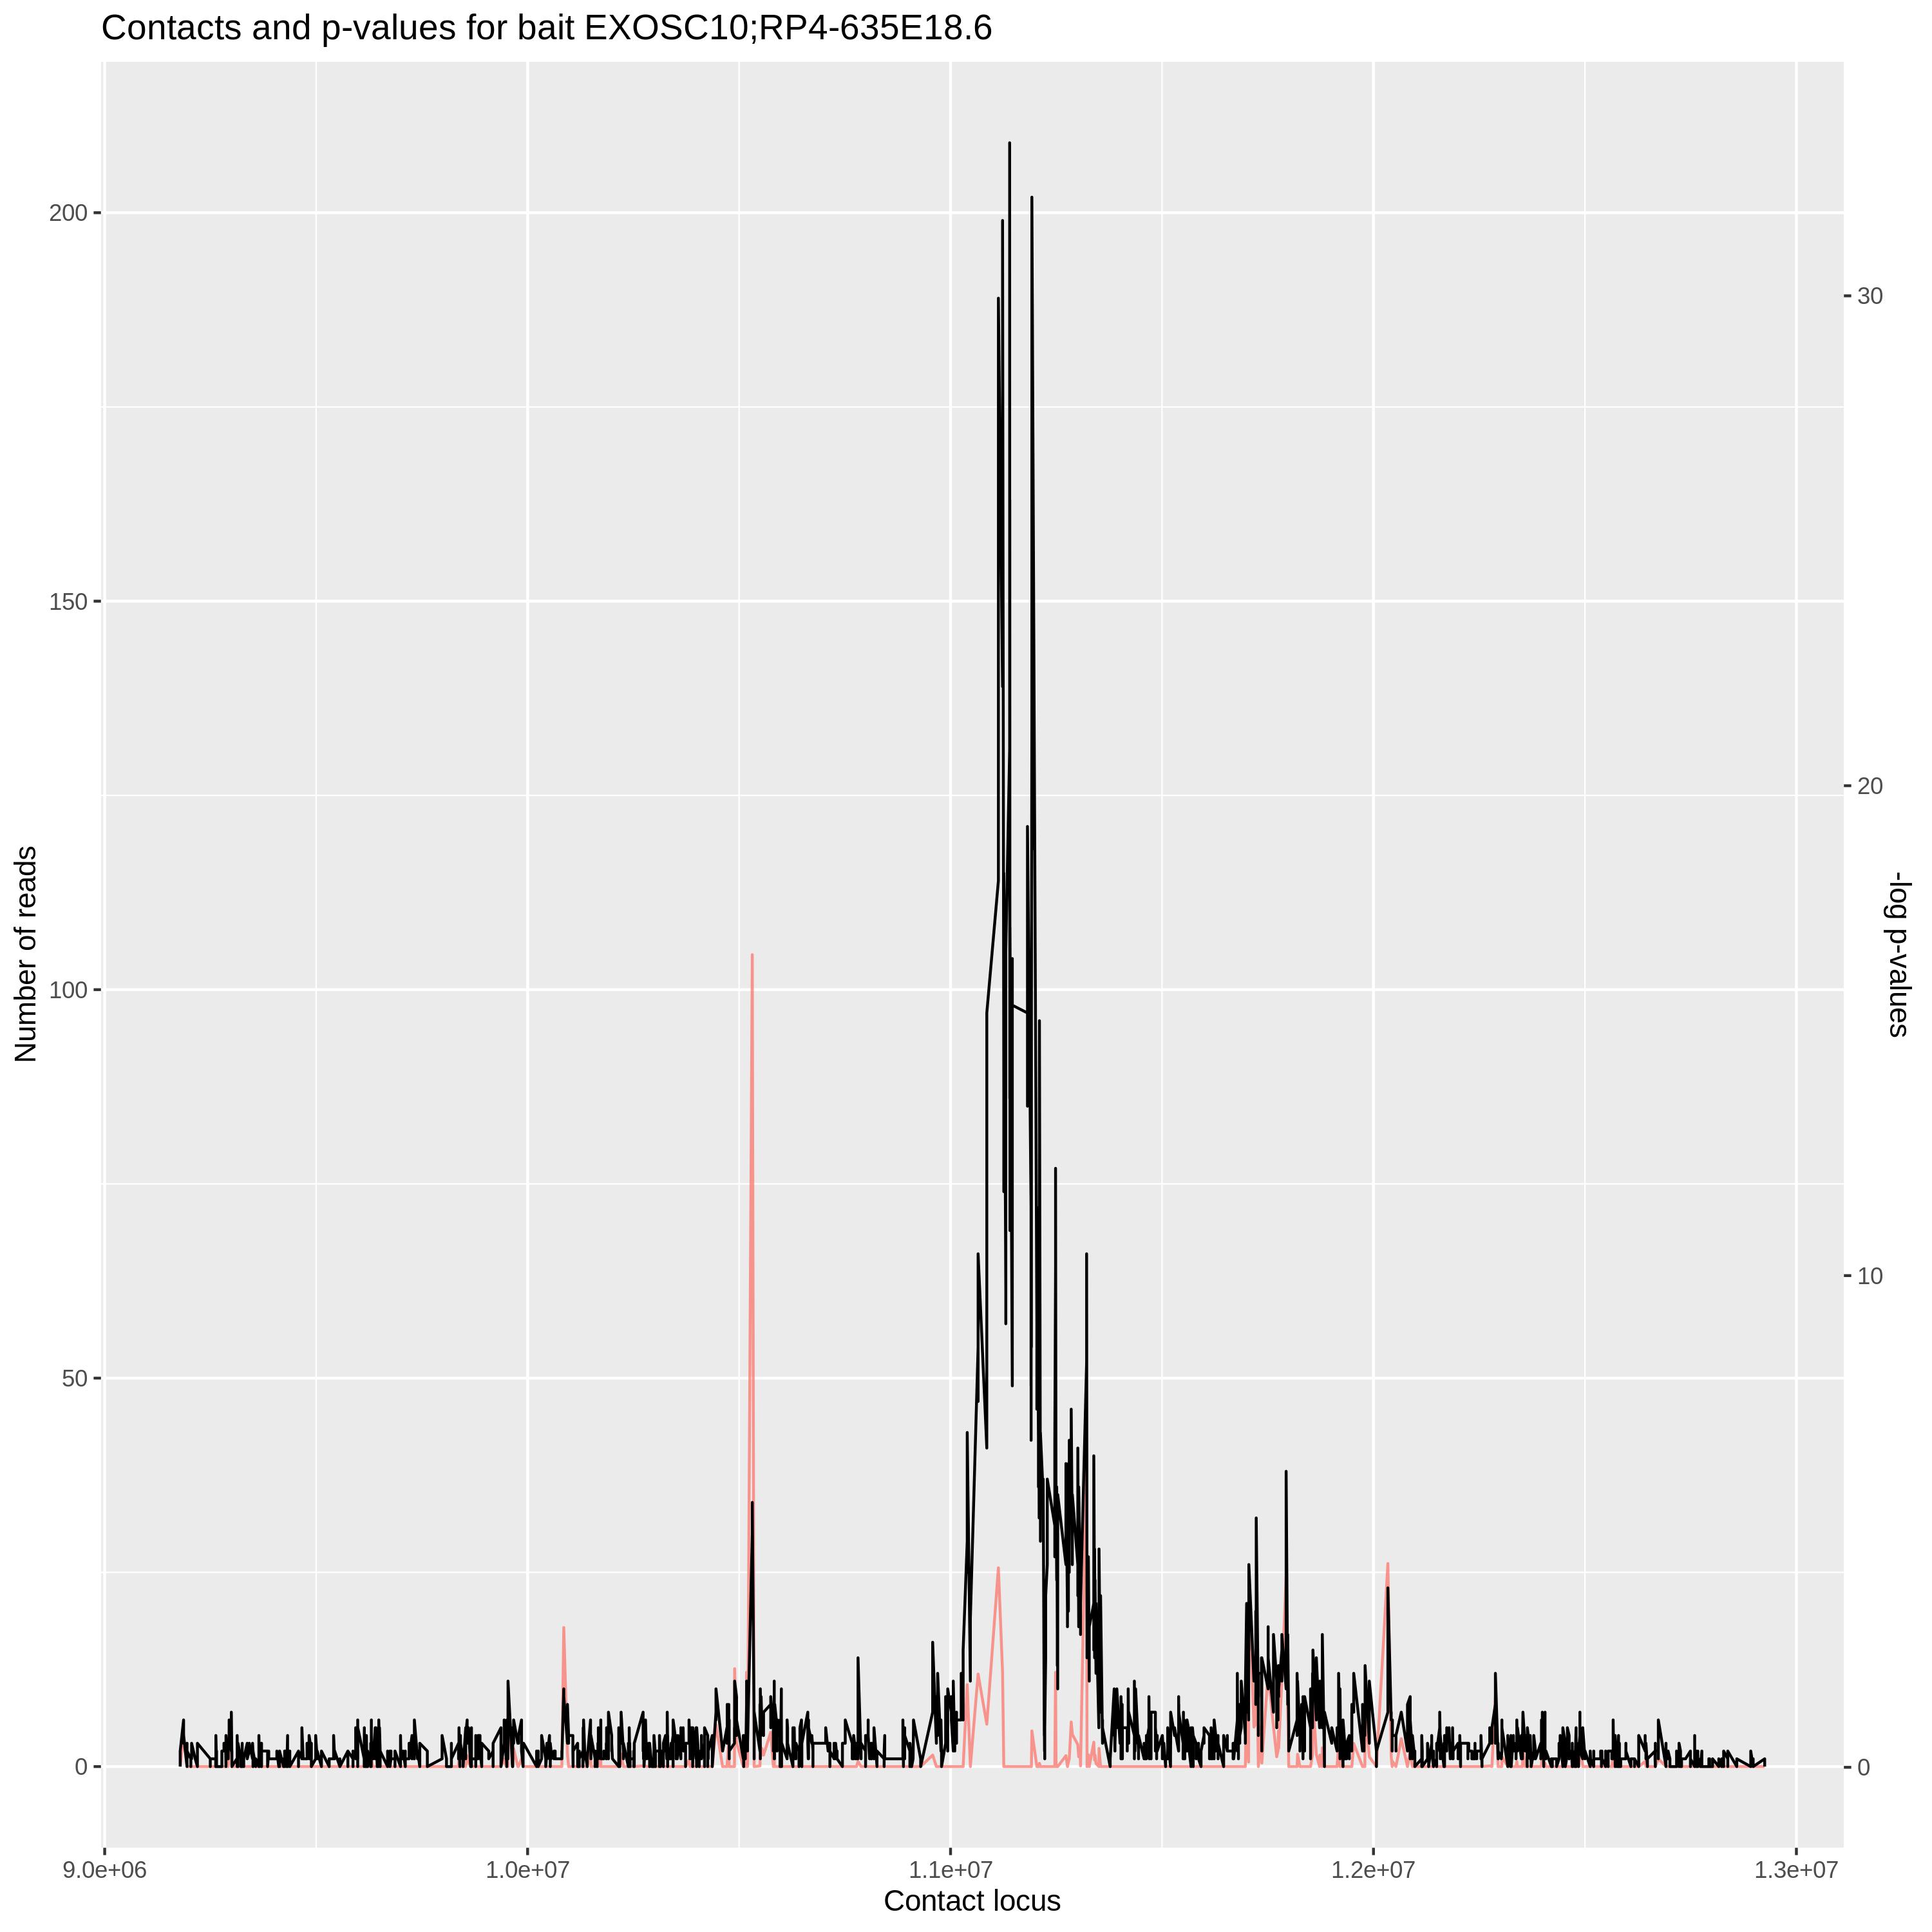 Contacts and p-values for bait EXOSC10;RP4-635E18.6
200
150
100
50
0
Number of reads
30
20
10
0
-log p-values
9.0e+06
1.0e+07
1.1e+07
1.2e+07
1.3e+07
Contact locus